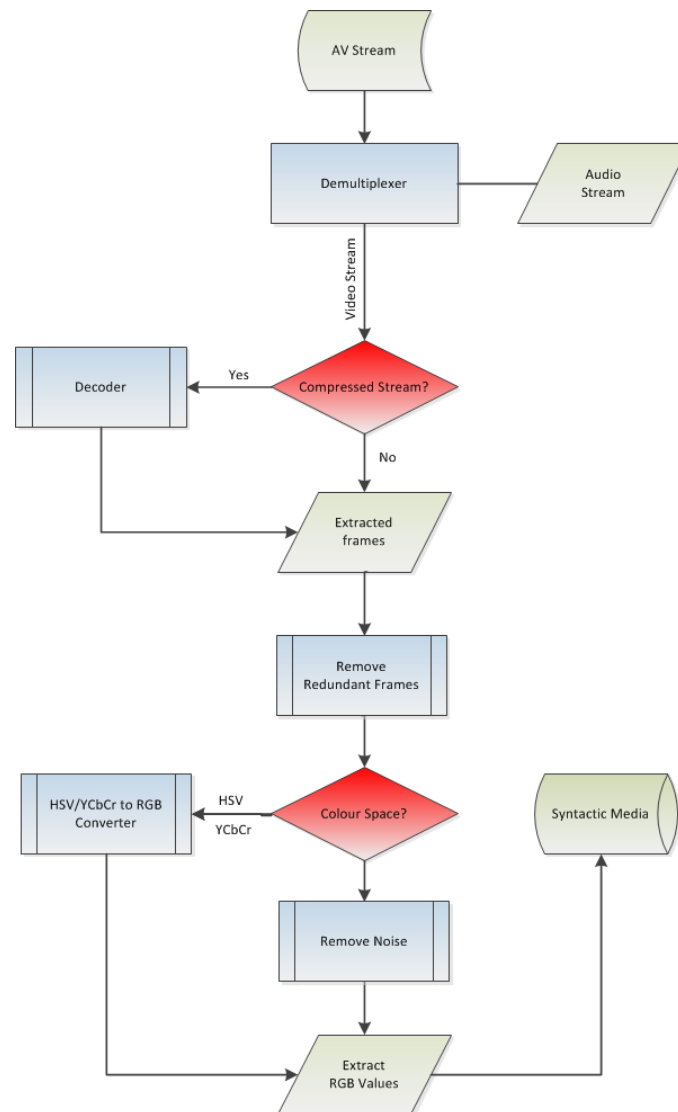 AV Stream
Demultiplexer
Audio
Stream
Video Stream
Compressed Stream?
Yes
Decoder
No
Extracted
frames
Remove
Redundant Frames
Colour Space?
HSV
YCbCr
HSV/YCbCr to RGB
Converter
Syntactic Media
Remove Noise
Extract
RGB Values